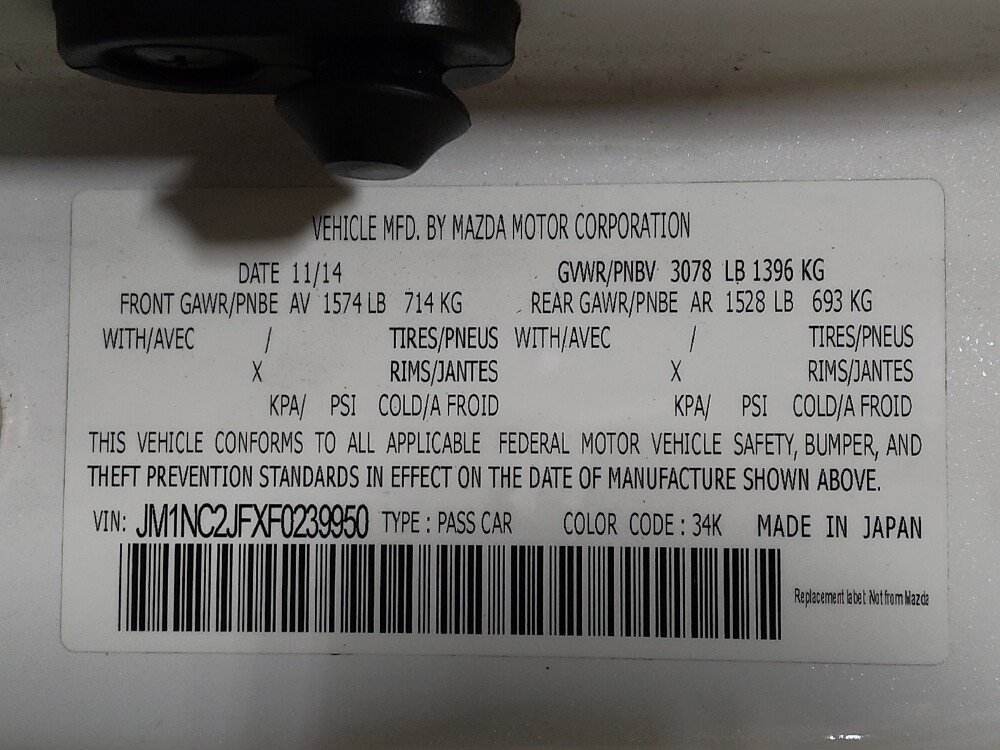 VEHICLE MFD. BY MAZDA MOTOR CORPORATION
DATE 11/14 GVWR/PNBV 3078 LB 1396 KG
FRONT GAWR/PNBE AV 1574 LB 714 KG REAR GAWR/PNBE AR 1528 LB 693 KG
WITH/AVEC / TIRES/PNEUS WITH/AVEC / TIRES/PNEUS
X RIMS/JANTES X RIMS/JANTES
KPA/ PSI COLD/A FROID KPA/ PSI COLD/A FROID
THIS VEHICLE CONFORMS TO ALL APPLICABLE FEDERAL MOTOR VEHICLE SAFETY, BUMPER, AND
THEFT PREVENTION STANDARDS IN EFFECT ON THE DATE OF MANUFACTURE SHOWN ABOVE.
VIN: JM1NC2JFXF0239950 TYPE : PASS CAR COLOR CODE : 34K MADE IN JAPAN
Replacement label: Not from Mazda